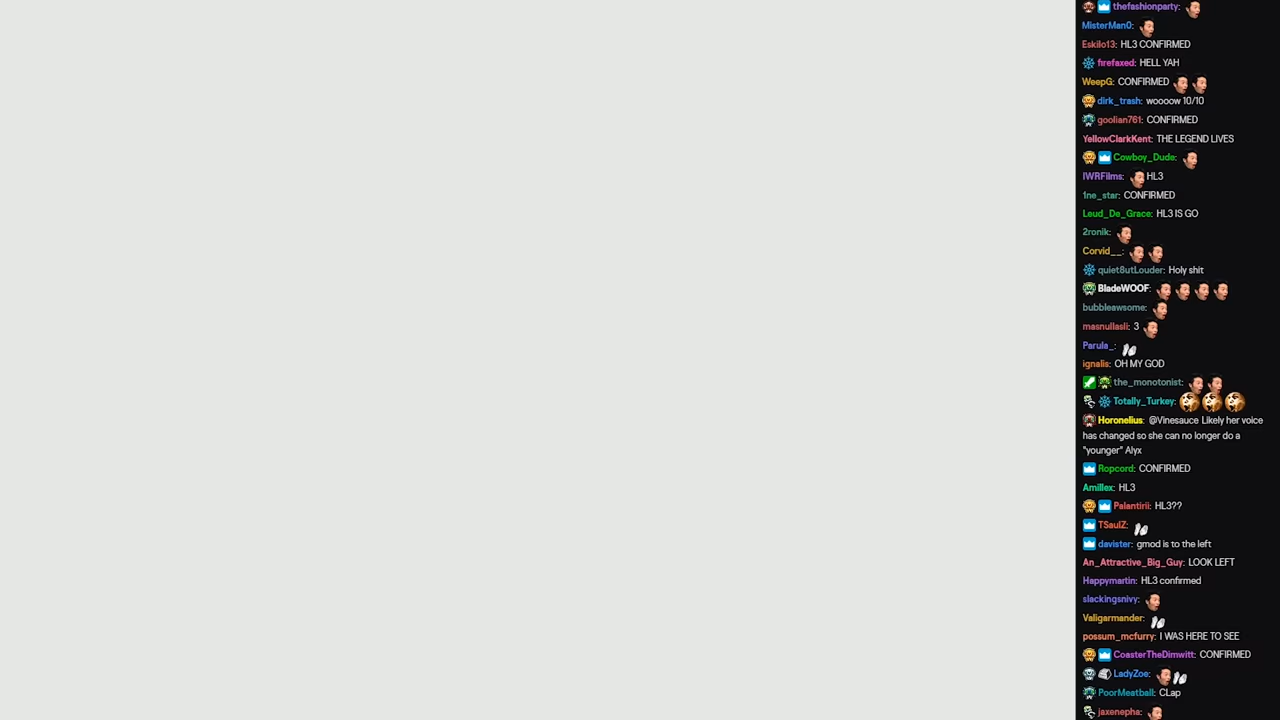 thefashionparty:
MisterMan0:
Eskilo13: HL3 CONFIRMED
firefaxed: HELL YAH
WeepG: CONFIRMED
dirk_trash: woooow 10/10
goolian761: CONFIRMED
YellowClarkKent: THE LEGEND LIVES
Cowboy_Dude:
IWRFilms: HL3
1ne_star: CONFIRMED
Leud_De_Grace: HL3 IS GO
2ronik:
Corvid__:
quiet8utLouder: Holy shit
BladeWOOF:
bubbleawsome:
masnullasli: 3
Parula_:
ignalis: OH MY GOD
the_monotonist:
Totally_Turkey:
Horonelius: @Vinesauce Likely her voice
has changed so she can no longer do a
"younger" Alyx
Ropcord: CONFIRMED
Amillex: HL3
Palantirii: HL3??
TSaulZ:
davister: gmod is to the left
An_Attractive_Big_Guy: LOOK LEFT
Happymartin: HL3 confirmed
slackingsnivy:
Valigarmander:
possum_mcfurry: I WAS HERE TO SEE
CoasterTheDimwitt: CONFIRMED
LadyZoe:
PoorMeatball: CLap
jaxenepha: